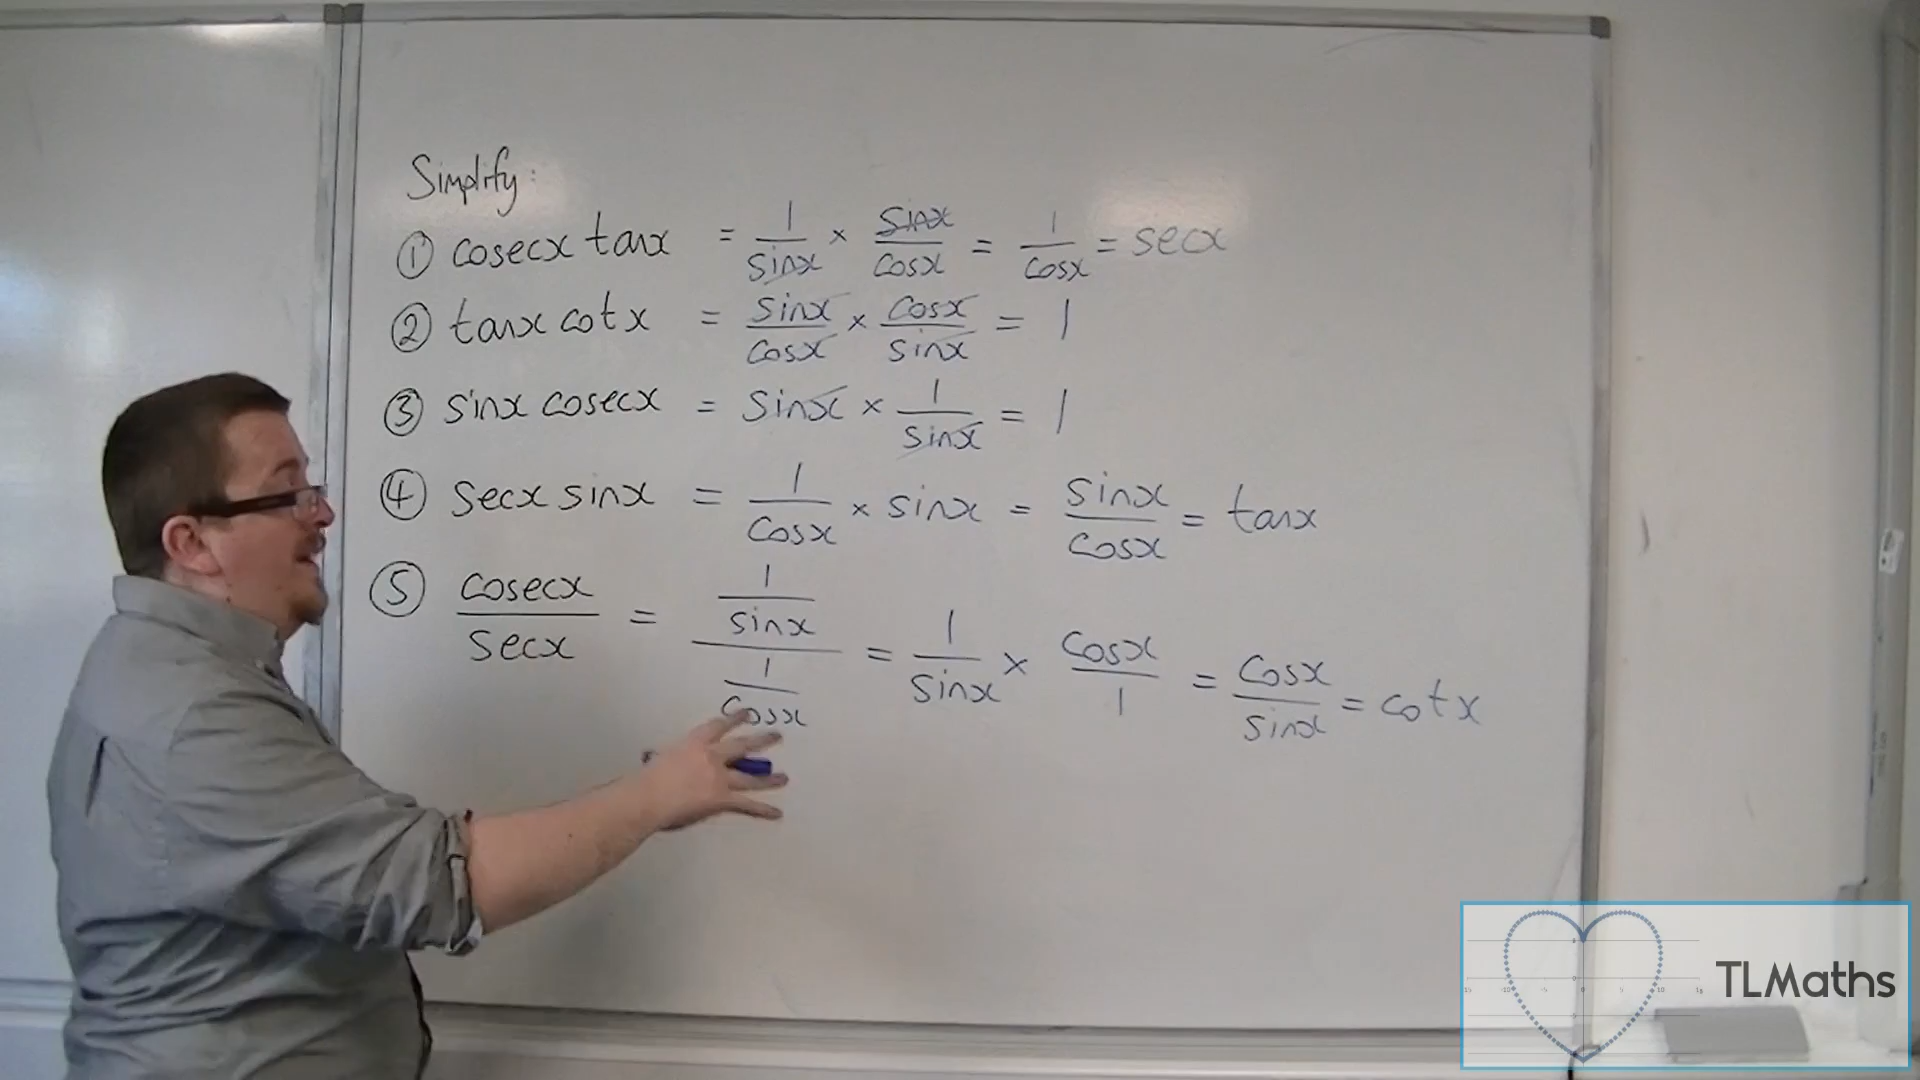 Simplify:
① cosecx tanx = 1/sinx × sinx/cosx = 1/cosx = secx
② tanx cotx = sinx/cosx × cosx/sinx = 1
③ sinx cosecx = sinx × 1/sinx = 1
④ secx sinx = 1/cosx × sinx = sinx/cosx = tanx
⑤ cosecx/secx = (1/sinx)/(1/cosx) = 1/sinx × cosx/1 = cosx/sinx = cotx
TLMaths